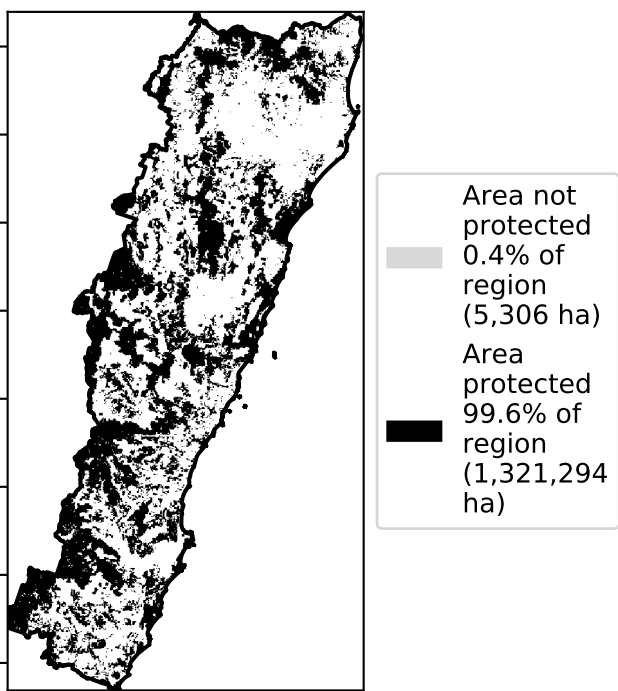 Area not
protected
0.4% of
region
(5,306 ha)
Area
protected
99.6% of
region
(1,321,294
ha)